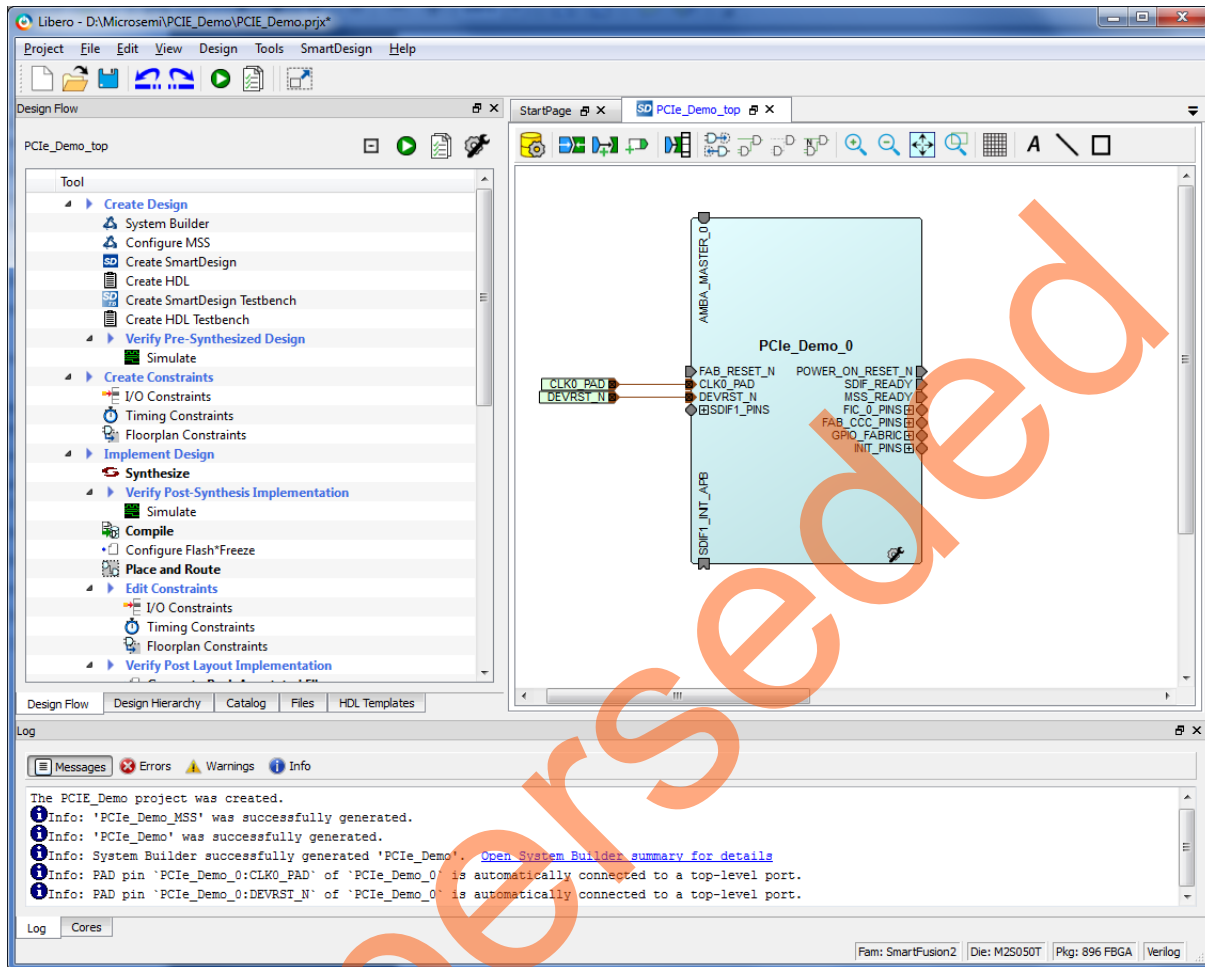 Libero - D:\Microsemi\PCIE_Demo\PCIE_Demo.prjx*
Project File Edit View Design Tools SmartDesign Help
Design Flow
StartPage
SD PCIe_Demo_top
PCIe_Demo_top
Tool
Create Design
System Builder
Configure MSS
SD Create SmartDesign
Create HDL
Create SmartDesign Testbench
Create HDL Testbench
Verify Pre-Synthesized Design
Simulate
Create Constraints
I/O Constraints
Timing Constraints
Floorplan Constraints
Implement Design
Synthesize
Verify Post-Synthesis Implementation
Simulate
Compile
Configure Flash*Freeze
Place and Route
Edit Constraints
I/O Constraints
Timing Constraints
Floorplan Constraints
Verify Post Layout Implementation
Design Flow Design Hierarchy Catalog Files HDL Templates
A
AMBA_MASTER_0
PCIe_Demo_0
FAB_RESET_N POWER_ON_RESET_N
CLK0_PAD CLK0_PAD SDIF_READY
DEVRST_N DEVRST_N MSS_READY
SDIF1_PINS FIC_0_PINS
FAB_CCC_PINS
GPIO_FABRIC
INIT_PINS
SDIF1_INIT_APB
Log
Messages Errors Warnings Info
The PCIE_Demo project was created.
Info: 'PCIe_Demo_MSS' was successfully generated.
Info: 'PCIe_Demo' was successfully generated.
Info: System Builder successfully generated 'PCIe_Demo'. Open System Builder summary for details
Info: PAD pin `PCIe_Demo_0:CLK0_PAD` of `PCIe_Demo_0` is automatically connected to a top-level port.
Info: PAD pin `PCIe_Demo_0:DEVRST_N` of `PCIe_Demo_0` is automatically connected to a top-level port.
Log Cores
Fam: SmartFusion2 Die: M2S050T Pkg: 896 FBGA Verilog
perseded